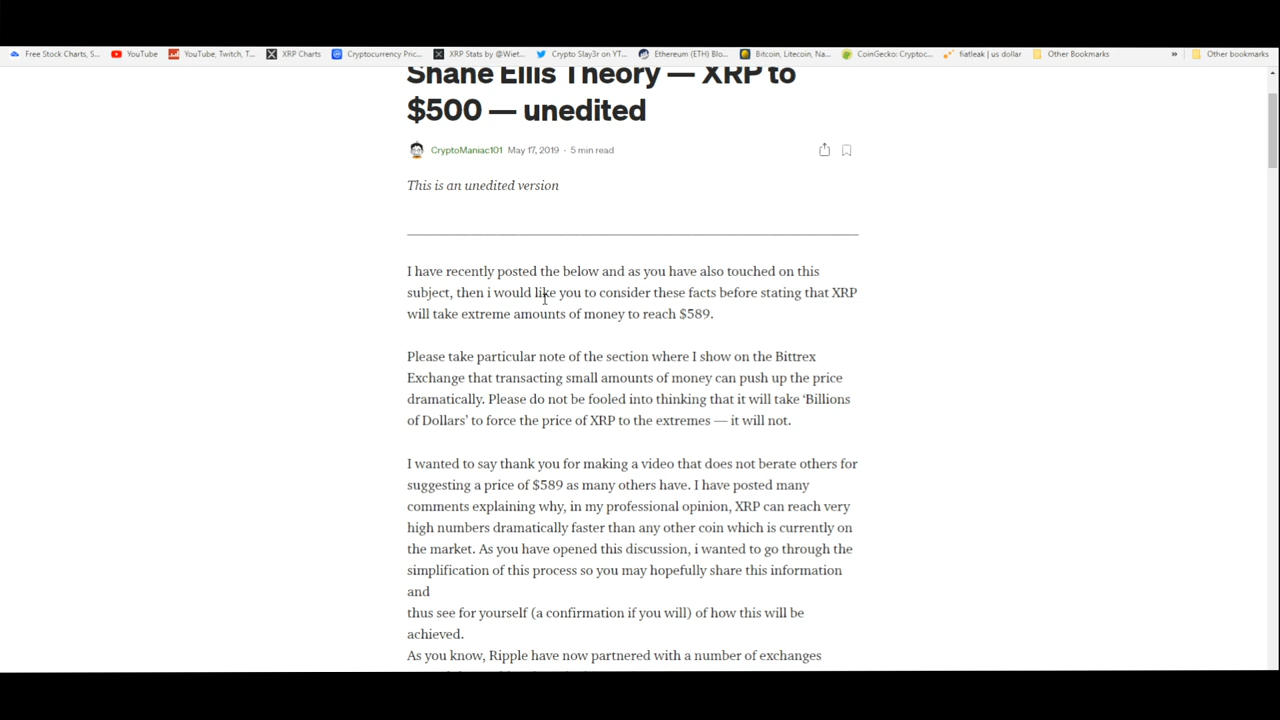 Free Stock Charts, S... YouTube YouTube, Twitch, T... XRP Charts Cryptocurrency Pric... XRP Stats by @Wiet... Crypto Slay3r on YT... Ethereum (ETH) Blo... Bitcoin, Litecoin, Na... CoinGecko: Cryptoc... fiatleak | us dollar Other Bookmarks » Other bookmarks
Shane Ellis Theory — XRP to
$500 — unedited
CryptoManiac101 May 17, 2019 · 5 min read
This is an unedited version
I have recently posted the below and as you have also touched on this
subject, then i would like you to consider these facts before stating that XRP
will take extreme amounts of money to reach $589.
Please take particular note of the section where I show on the Bittrex
Exchange that transacting small amounts of money can push up the price
dramatically. Please do not be fooled into thinking that it will take ‘Billions
of Dollars’ to force the price of XRP to the extremes — it will not.
I wanted to say thank you for making a video that does not berate others for
suggesting a price of $589 as many others have. I have posted many
comments explaining why, in my professional opinion, XRP can reach very
high numbers dramatically faster than any other coin which is currently on
the market. As you have opened this discussion, i wanted to go through the
simplification of this process so you may hopefully share this information
and
thus see for yourself (a confirmation if you will) of how this will be
achieved.
As you know, Ripple have now partnered with a number of exchanges